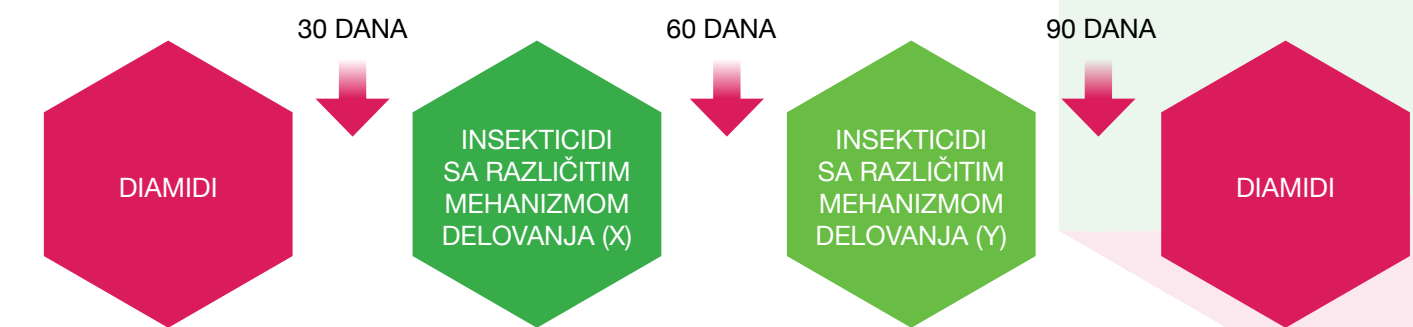 30 DANA
60 DANA
90 DANA
DIAMIDI
INSEKTICIDI
SA RAZLIČITIM
MEHANIZMOM
DELOVANJA (X)
INSEKTICIDI
SA RAZLIČITIM
MEHANIZMOM
DELOVANJA (Y)
DIAMIDI